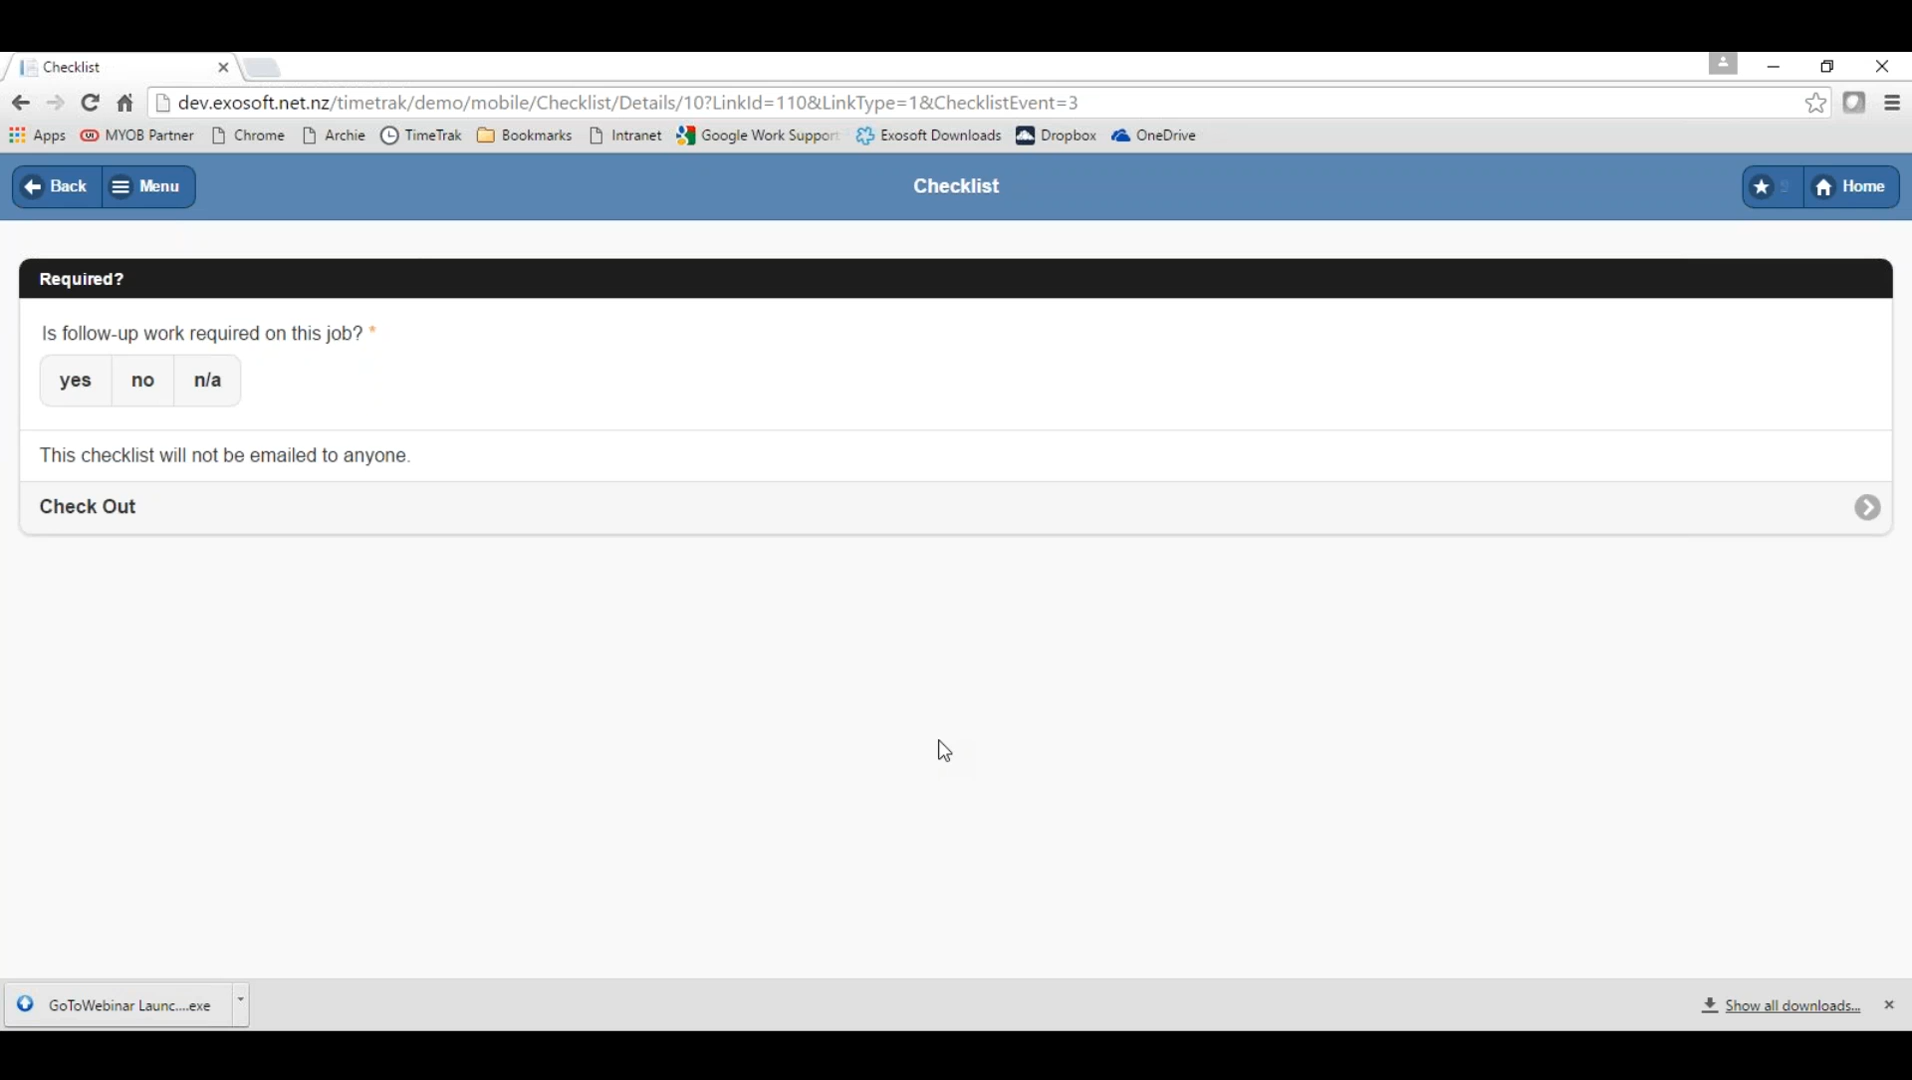 Checklist
dev.exosoft.net.nz/timetrak/demo/mobile/Checklist/Details/10?LinkId=110&LinkType=1&ChecklistEvent=3
Apps MYOB Partner Chrome Archie TimeTrak Bookmarks Intranet Google Work Support Exosoft Downloads Dropbox OneDrive
Back Menu Checklist 9 Home
Required?
Is follow-up work required on this job? *
yes no n/a
This checklist will not be emailed to anyone.
Check Out
GoToWebinar Launc....exe Show all downloads...